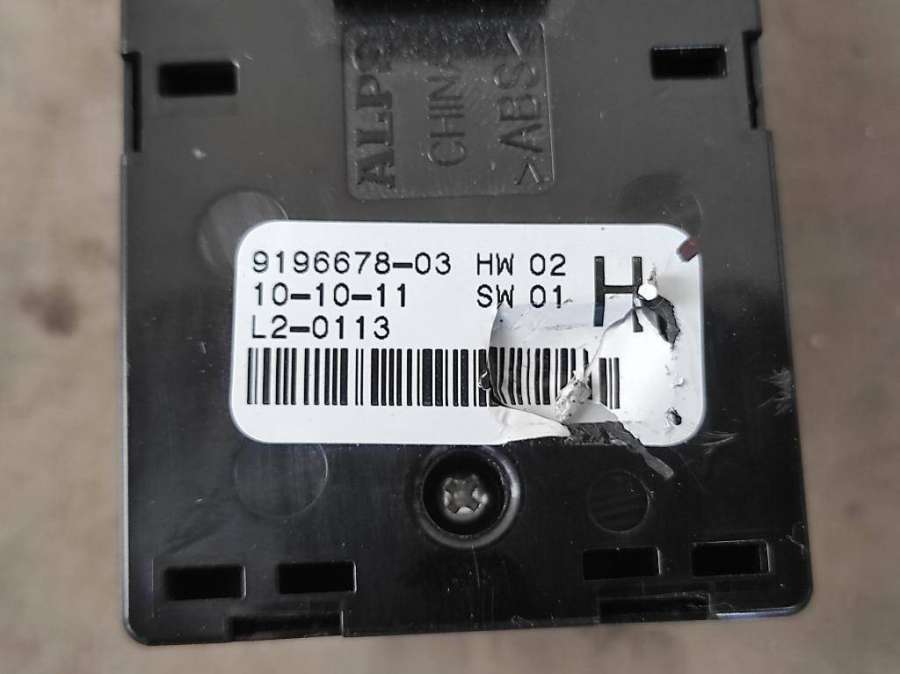 ALPS
CHINA
>ABS<
9196678-03 HW 02
10-10-11 SW 01
L2-0113
H